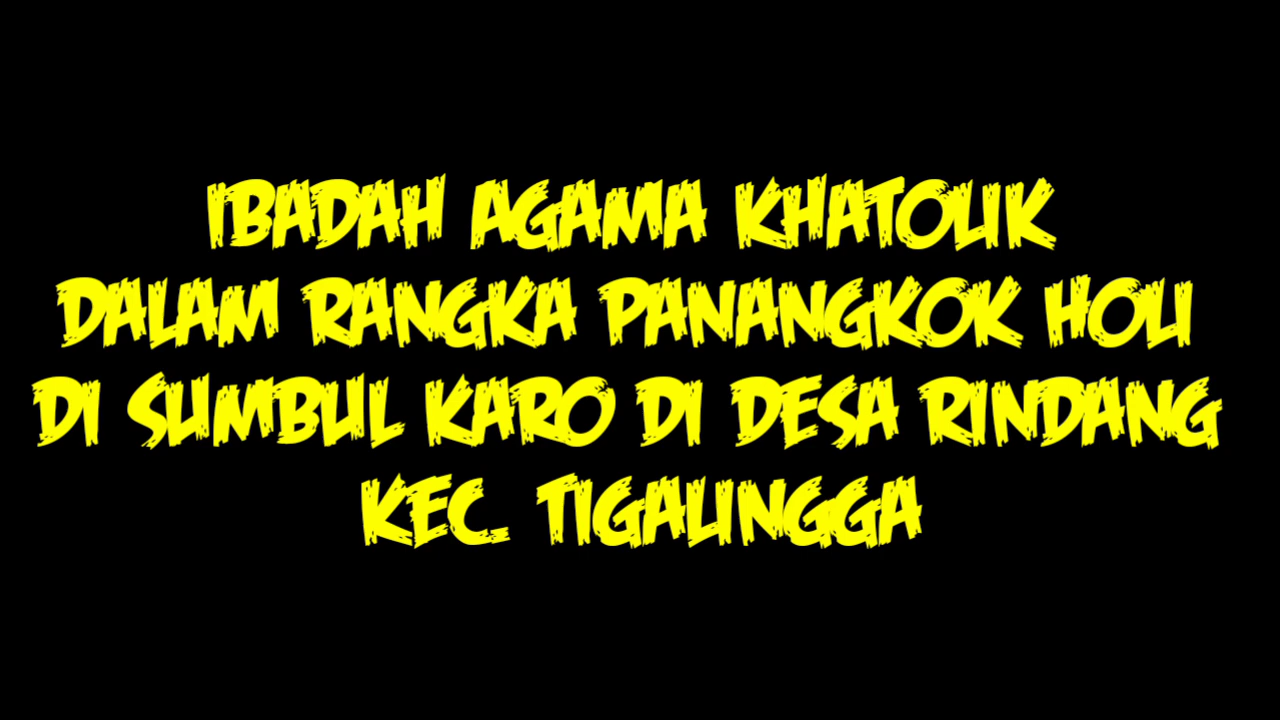 IBADAH AGAMA KHATOLIK
DALAM RANGKA PANANGKOK HOLI
DI SUMBUL KARO DI DESA RINDANG
KEC. TIGALINGGA